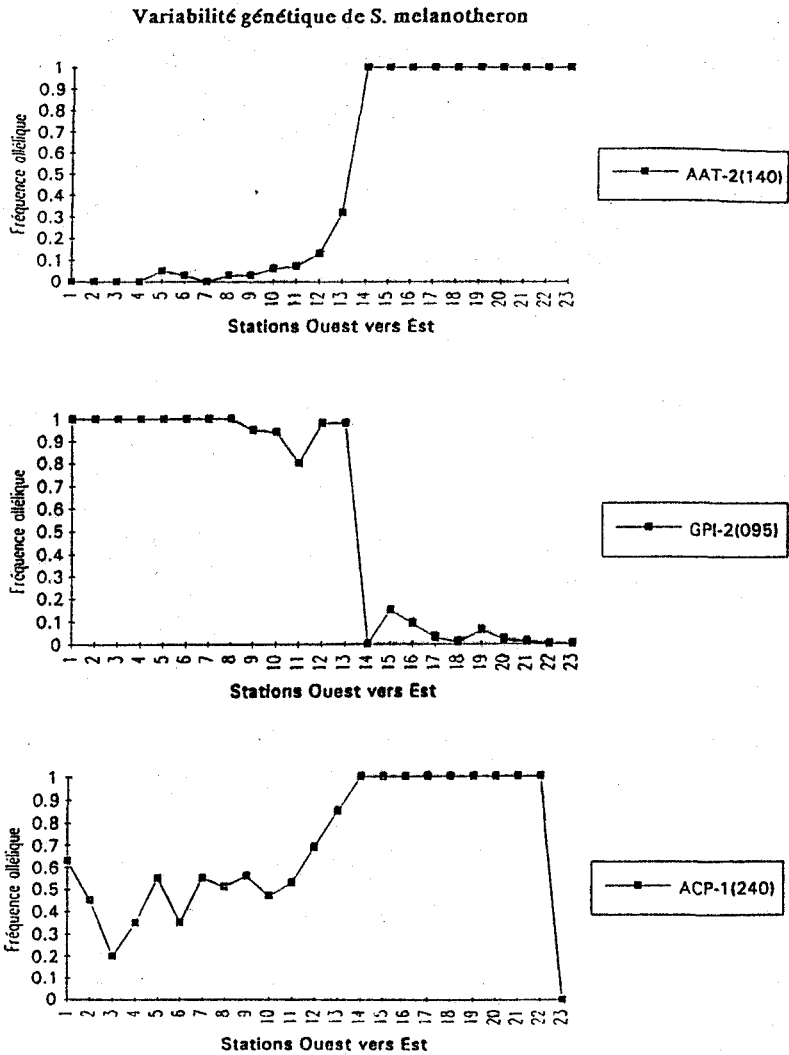 Variabilité génétique de S. melanotheron
Fréquence allélique
1
0.9
0.8
0.7
0.6
0.5
0.4
0.3
0.2
0.1
0
1 2 3 4 5 6 7 8 9 10 11 12 13 14 15 16 17 18 19 20 21 22 23
Stations Ouest vers Est
AAT-2(140)
Fréquence allélique
1
0.9
0.8
0.7
0.6
0.5
0.4
0.3
0.2
0.1
0
1 2 3 4 5 6 7 8 9 10 11 12 13 14 15 16 17 18 19 20 21 22 23
Stations Ouest vers Est
GPI-2(095)
Fréquence allélique
1
0.9
0.8
0.7
0.6
0.5
0.4
0.3
0.2
0.1
0
1 2 3 4 5 6 7 8 9 10 11 12 13 14 15 16 17 18 19 20 21 22 23
Stations Ouest vers Est
ACP-1(240)